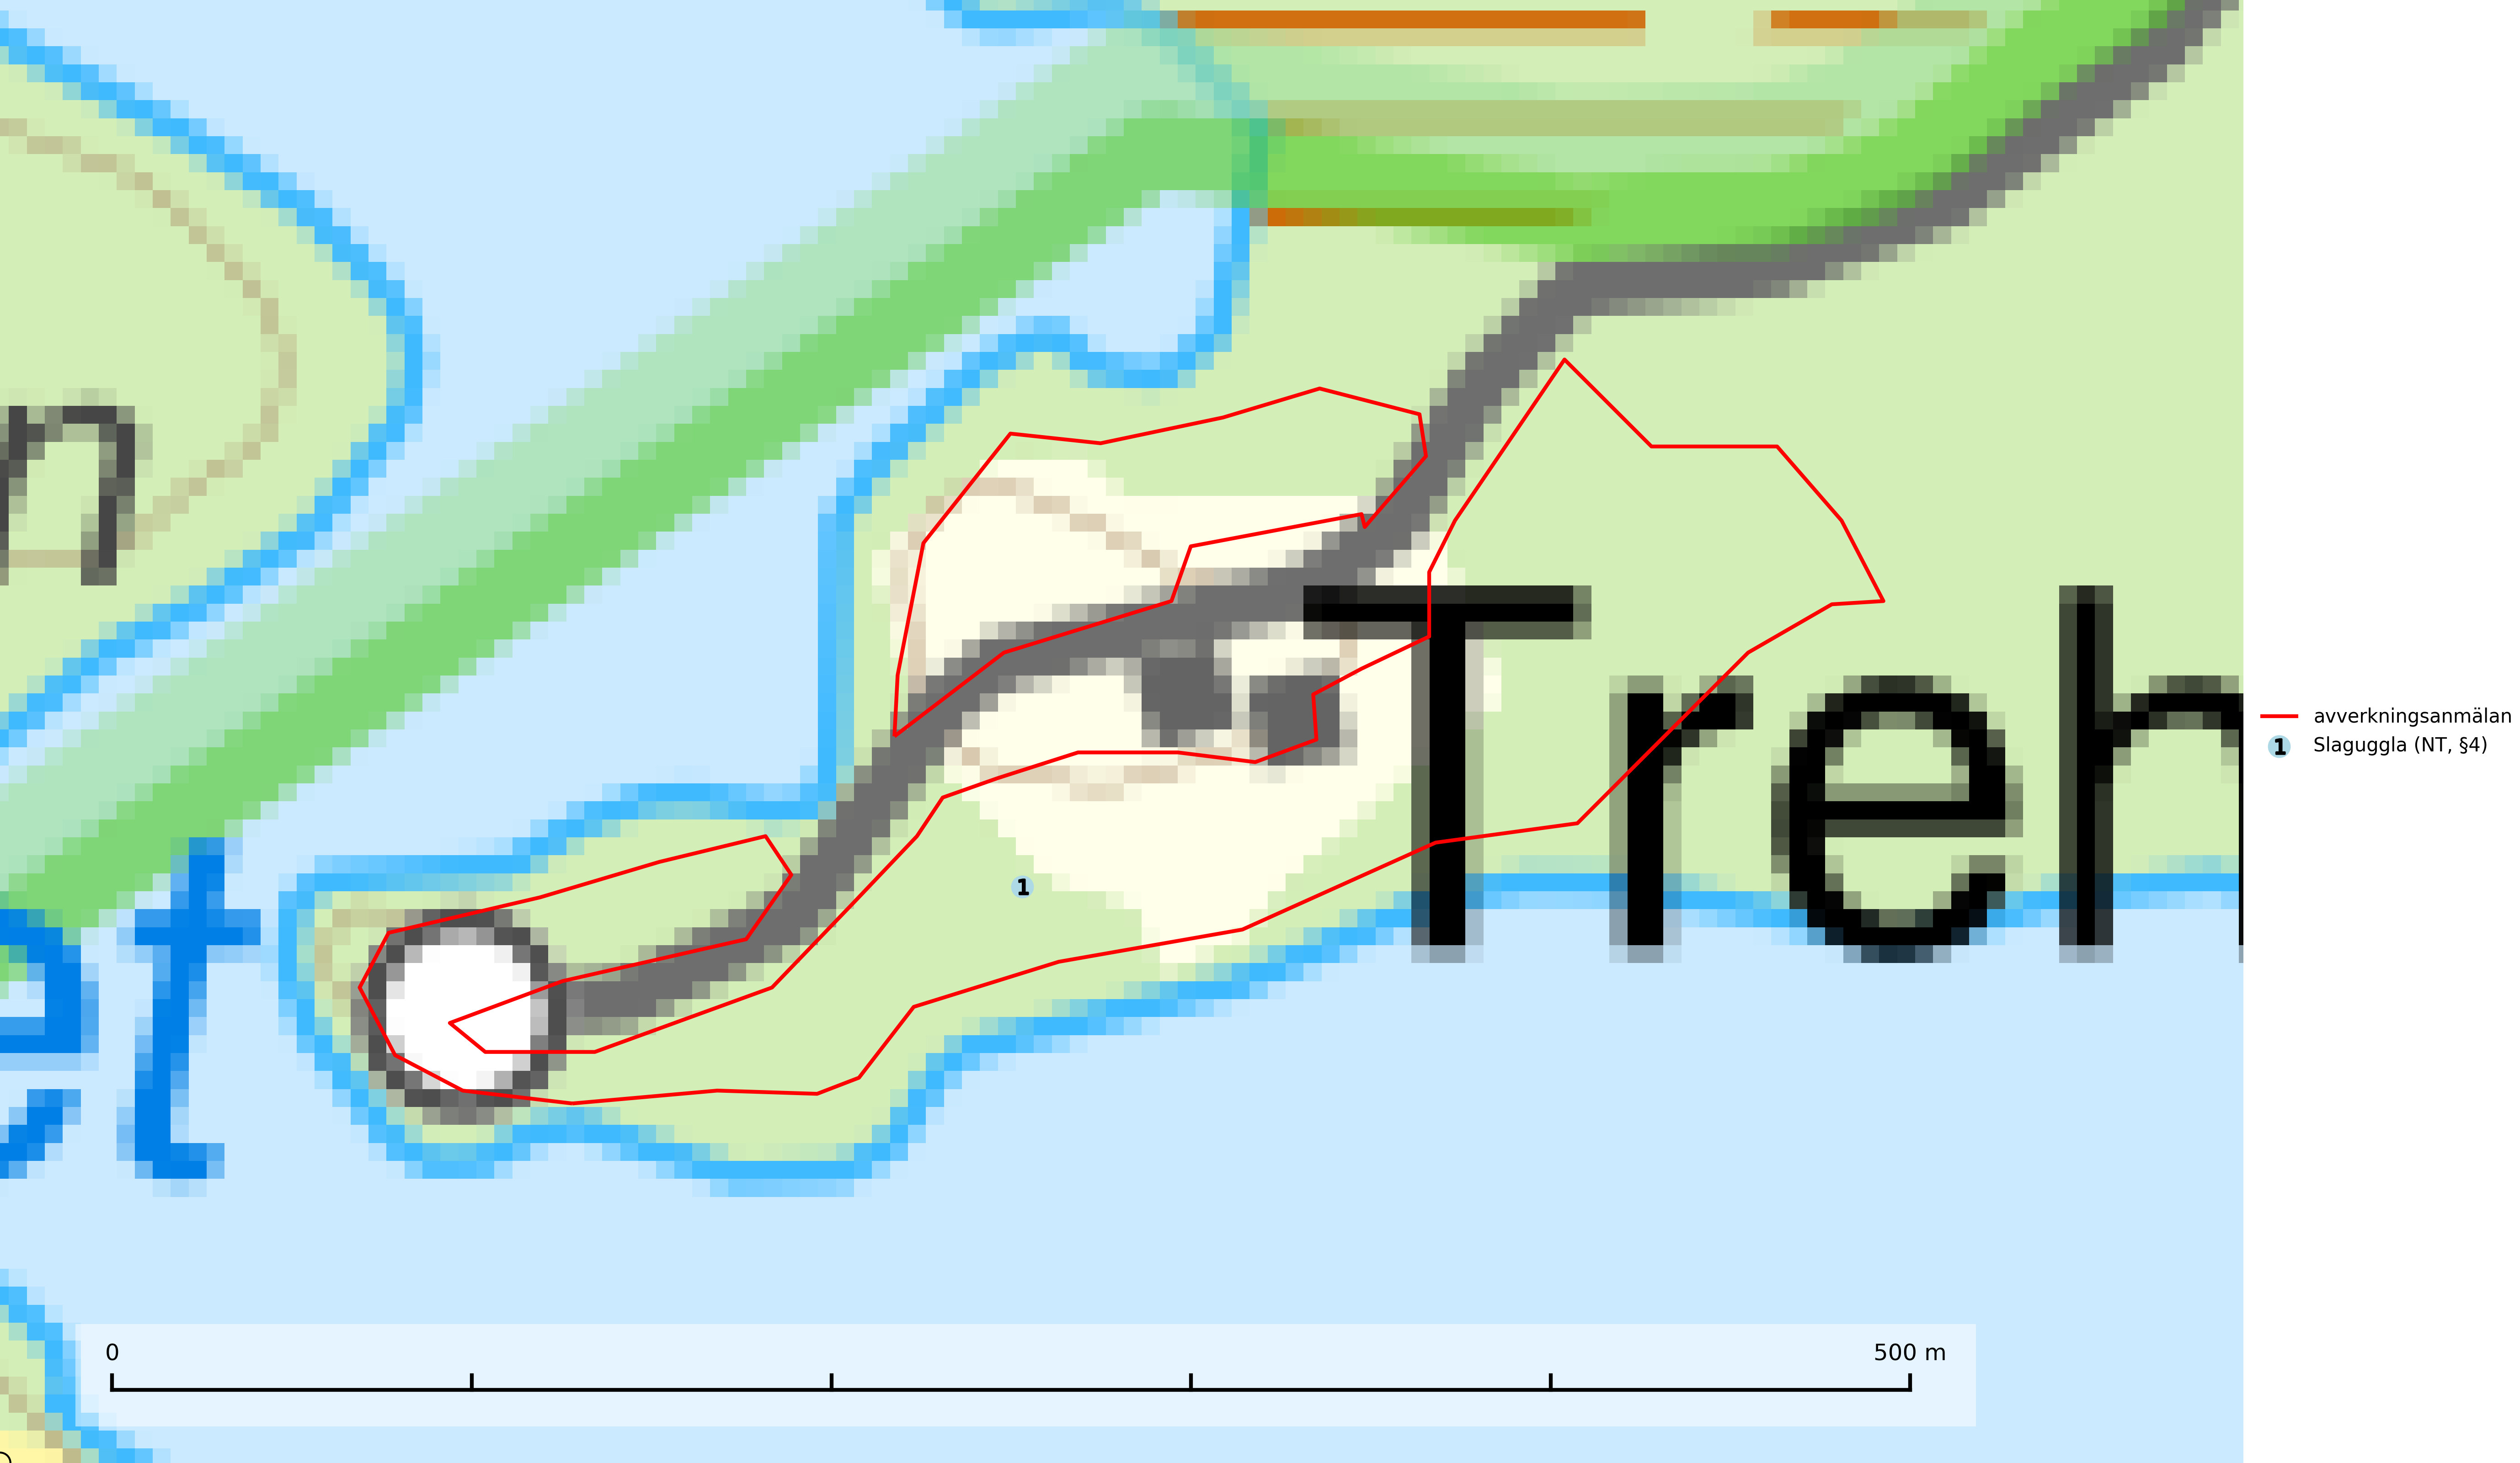 n
Treh
t
avverkningsanmälan
1 Slaguggla (NT, §4)
1
0 500 m